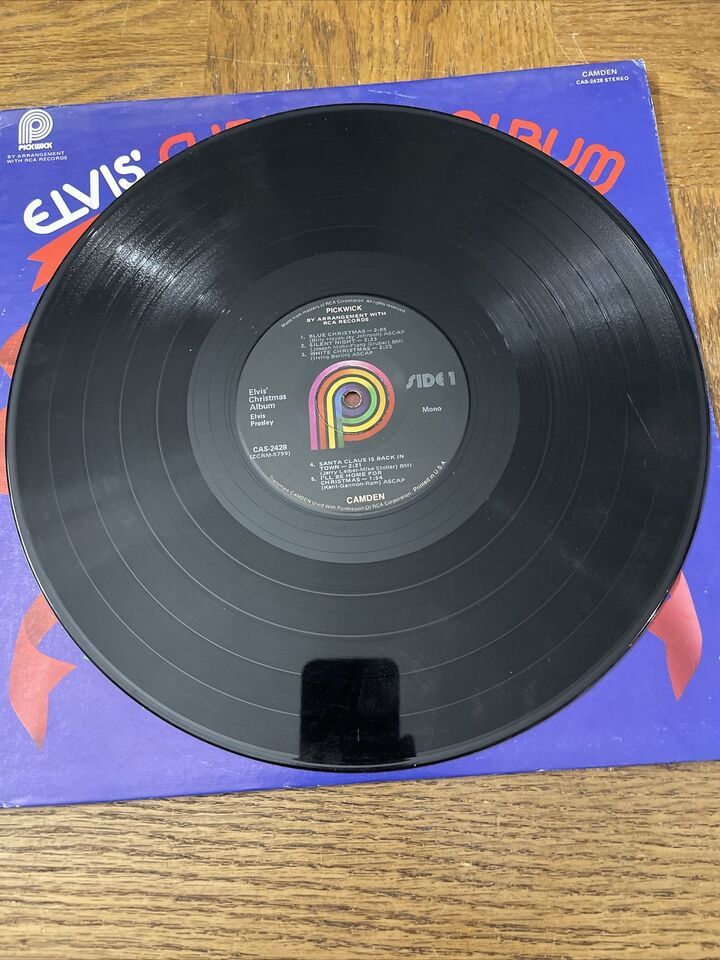 PICKWICK
BY ARRANGEMENT
WITH RCA RECORDS
CAMDEN
CAS-2428 STEREO
ELVIS'
ALBUM
Made from masters of RCA Corporation All rights reserved
PICKWICK
BY ARRANGEMENT WITH
RCA RECORDS
1. BLUE CHRISTMAS — 2:05
(Billy Hayes-Jay Johnson) ASCAP
2. SILENT NIGHT — 2:23
(Joseph Mohr-Franz Gruber) BMI
3. WHITE CHRISTMAS — 2:23
(Irving Berlin) ASCAP
Elvis'
Christmas
Album
Elvis
Presley
SIDE 1
Mono
CAS-2428
(ZCRM-5799)
4. SANTA CLAUS IS BACK IN
TOWN — 2:21
(Jerry Leiber-Mike Stoller) BMI
5. I'LL BE HOME FOR
CHRISTMAS — 1:54
(Kent-Gannon-Ram) ASCAP
CAMDEN
Trademark CAMDEN Used With Permission Of RCA Corporation. Printed in U.S.A.